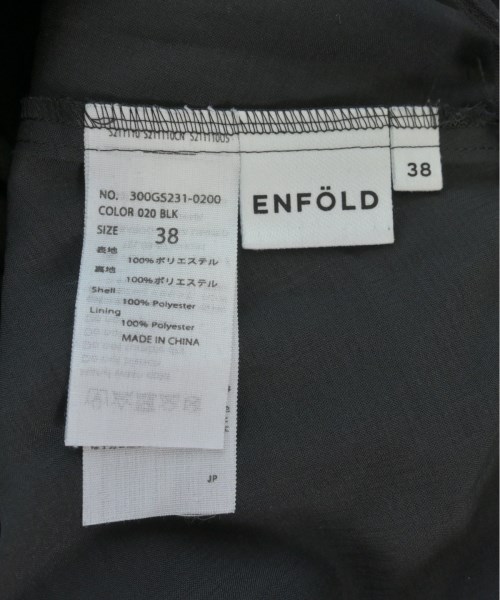 38
ENFÖLD
NO. 300GS231-0200
COLOR 020 BLK
SIZE 38
表地
100%ポリエステル
裏地
100%ポリエステル
Shell
100% Polyester
Lining
100% Polyester
MADE IN CHINA
JP